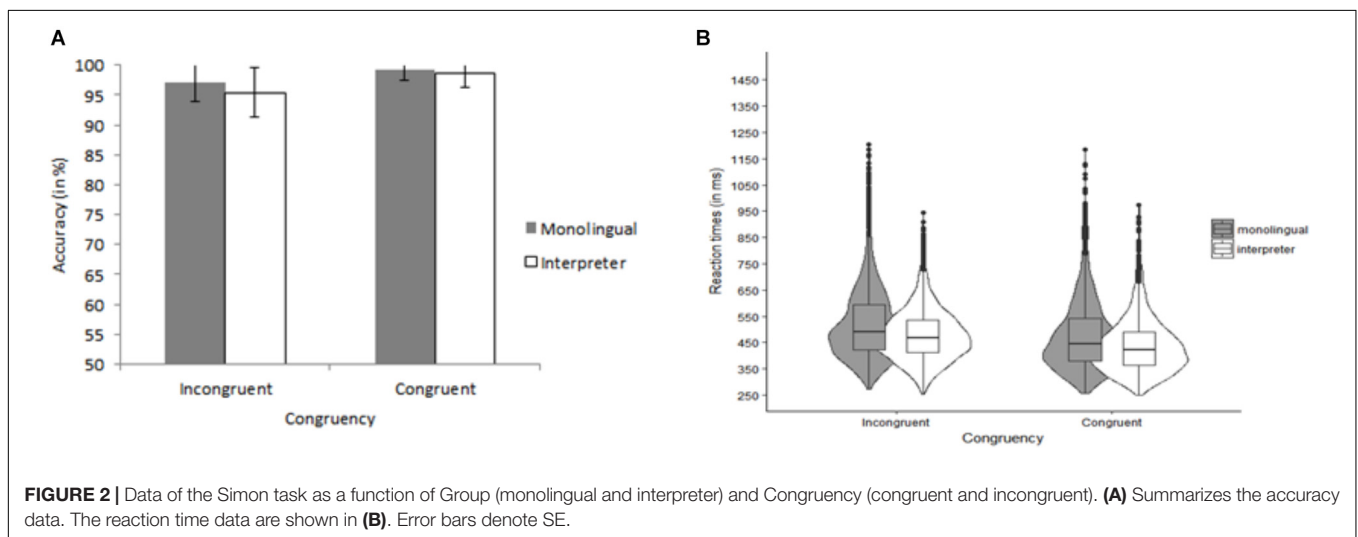 A
100
95
90
85
80
75
70
65
60
55
50
Accuracy (in %)
Incongruent Congruent
Congruency
Monolingual
Interpreter
B
1450
1350
1250
1150
1050
950
850
750
650
550
450
350
250
Reaction times (in ms)
Incongruent Congruent
Congruency
monolingual
interpreter
FIGURE 2 | Data of the Simon task as a function of Group (monolingual and interpreter) and Congruency (congruent and incongruent). (A) Summarizes the accuracy
data. The reaction time data are shown in (B). Error bars denote SE.